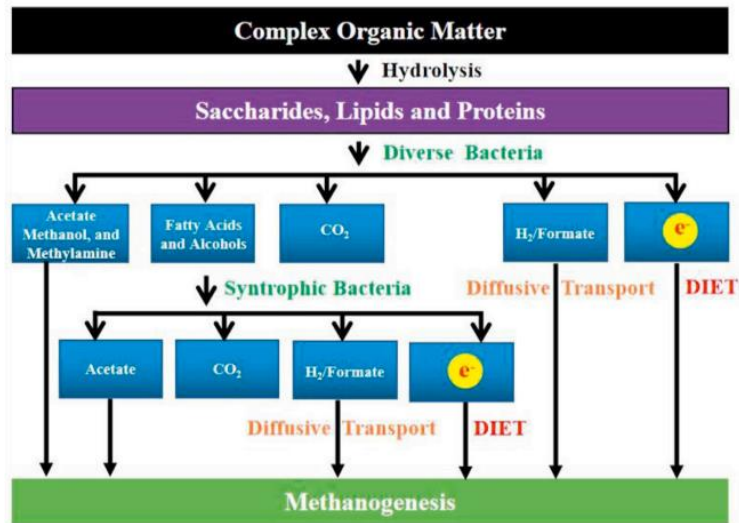 Complex Organic Matter
Hydrolysis
Saccharides, Lipids and Proteins
Diverse Bacteria
Acetate
Methanol, and
Methylamine
Fatty Acids
and Alcohols
CO₂
H₂/Formate
e⁻
Syntrophic Bacteria
Diffusive Transport
DIET
Acetate
CO₂
H₂/Formate
e⁻
Diffusive Transport
DIET
Methanogenesis